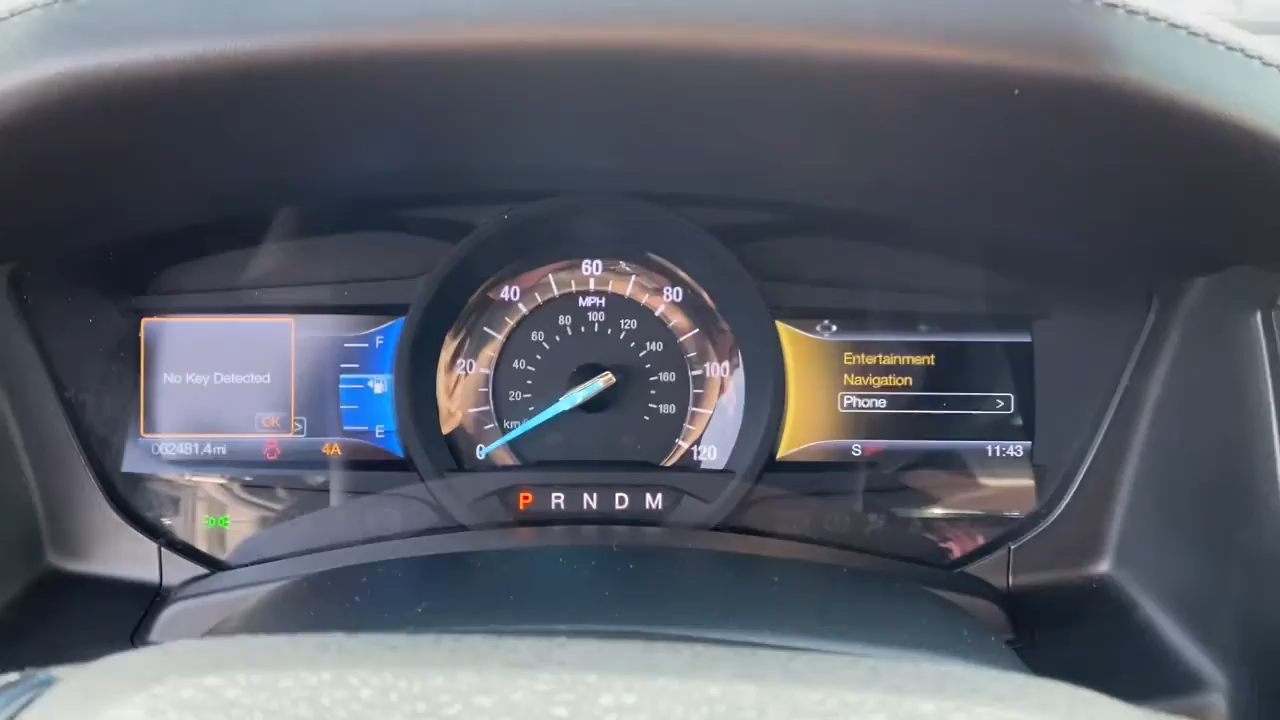 No Key Detected
OK
>
062481.4mi
4A
F
E
0
20
40
60
80
100
120
MPH
20
40
60
80
100
120
140
160
180
km/
P R N D M
Entertainment
Navigation
Phone >
S
11:43